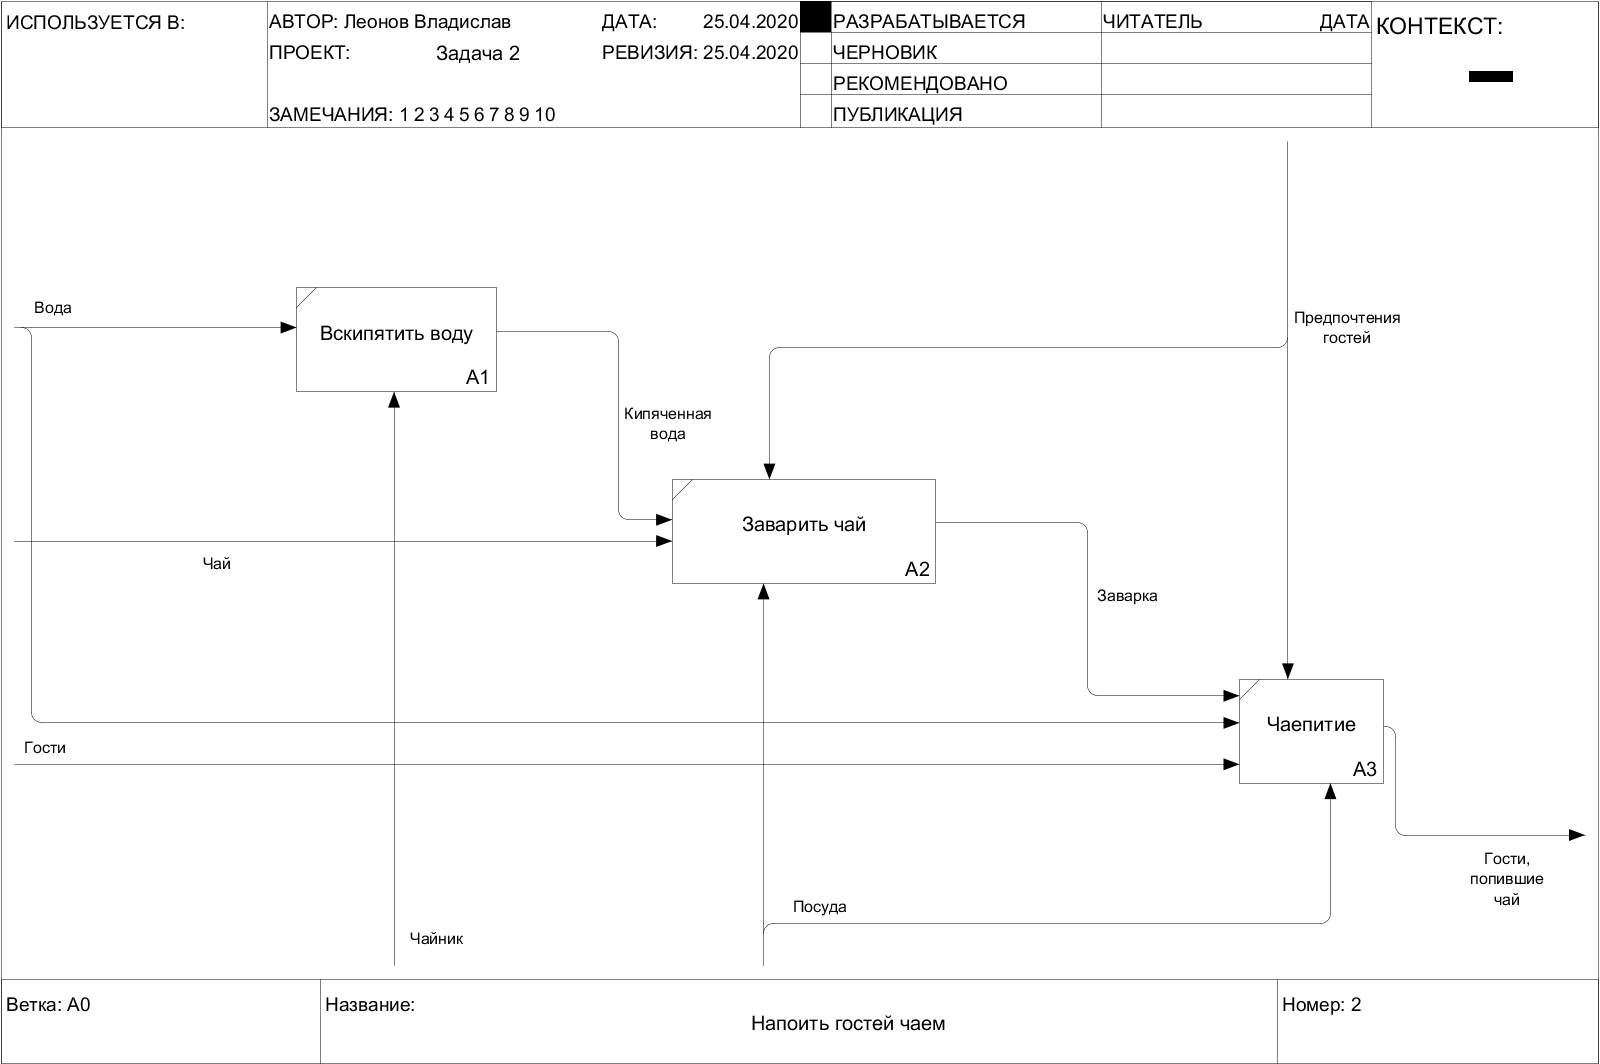 ИСПОЛЬЗУЕТСЯ В:
АВТОР: Леонов Владислав
ДАТА: 25.04.2020
ПРОЕКТ: Задача 2
РЕВИЗИЯ: 25.04.2020
ЗАМЕЧАНИЯ: 1 2 3 4 5 6 7 8 9 10
РАЗРАБАТЫВАЕТСЯ
ЧЕРНОВИК
РЕКОМЕНДОВАНО
ПУБЛИКАЦИЯ
ЧИТАТЕЛЬ
ДАТА
КОНТЕКСТ:
Вода
Вскипятить воду
A1
Предпочтения
гостей
Кипяченная
вода
Заварить чай
A2
Чай
Заварка
Чаепитие
A3
Гости
Гости,
попившие
чай
Посуда
Чайник
Ветка: A0
Название:
Напоить гостей чаем
Номер: 2